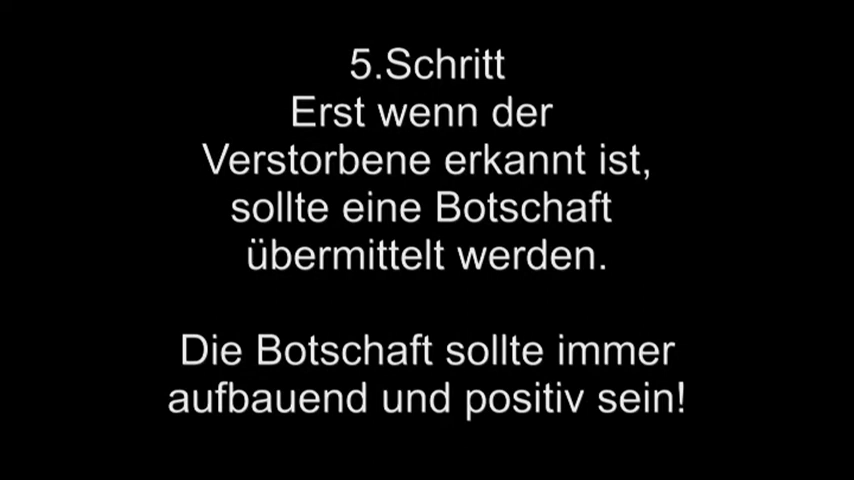 5.Schritt
Erst wenn der
Verstorbene erkannt ist,
sollte eine Botschaft
übermittelt werden.
Die Botschaft sollte immer
aufbauend und positiv sein!